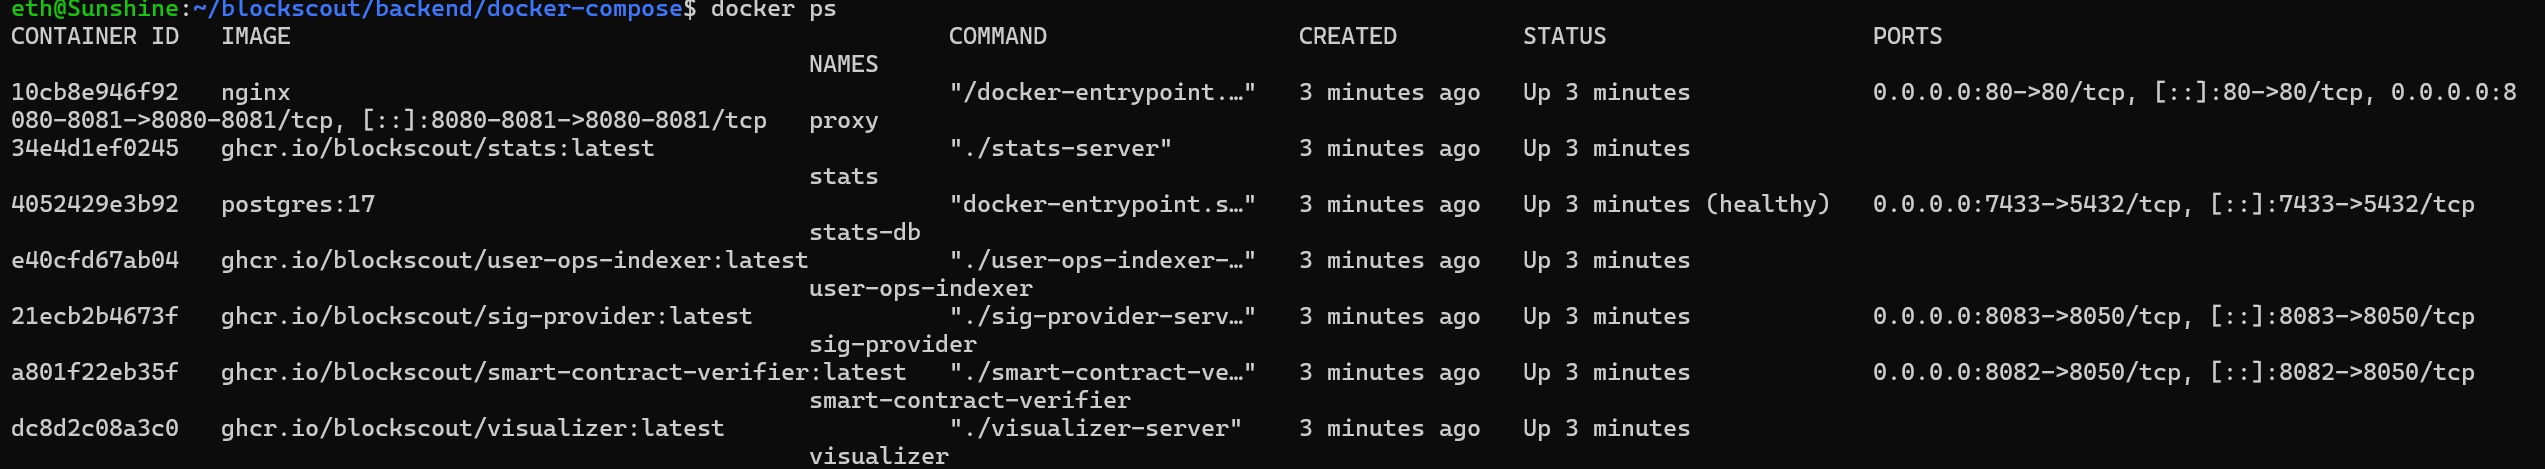 eth@Sunshine:~/blockscout/backend/docker-compose$ docker ps
CONTAINER ID   IMAGE                                               COMMAND                  CREATED         STATUS                   PORTS
                                                         NAMES
10cb8e946f92   nginx                                               "/docker-entrypoint.…"   3 minutes ago   Up 3 minutes             0.0.0.0:80->80/tcp, [::]:80->80/tcp, 0.0.0.0:8
080-8081->8080-8081/tcp, [::]:8080-8081->8080-8081/tcp   proxy
34e4d1ef0245   ghcr.io/blockscout/stats:latest                     "./stats-server"         3 minutes ago   Up 3 minutes
                                                         stats
4052429e3b92   postgres:17                                         "docker-entrypoint.s…"   3 minutes ago   Up 3 minutes (healthy)   0.0.0.0:7433->5432/tcp, [::]:7433->5432/tcp
                                                         stats-db
e40cfd67ab04   ghcr.io/blockscout/user-ops-indexer:latest          "./user-ops-indexer-…"   3 minutes ago   Up 3 minutes
                                                         user-ops-indexer
21ecb2b4673f   ghcr.io/blockscout/sig-provider:latest              "./sig-provider-serv…"   3 minutes ago   Up 3 minutes             0.0.0.0:8083->8050/tcp, [::]:8083->8050/tcp
                                                         sig-provider
a801f22eb35f   ghcr.io/blockscout/smart-contract-verifier:latest   "./smart-contract-ve…"   3 minutes ago   Up 3 minutes             0.0.0.0:8082->8050/tcp, [::]:8082->8050/tcp
                                                         smart-contract-verifier
dc8d2c08a3c0   ghcr.io/blockscout/visualizer:latest                "./visualizer-server"    3 minutes ago   Up 3 minutes
                                                         visualizer